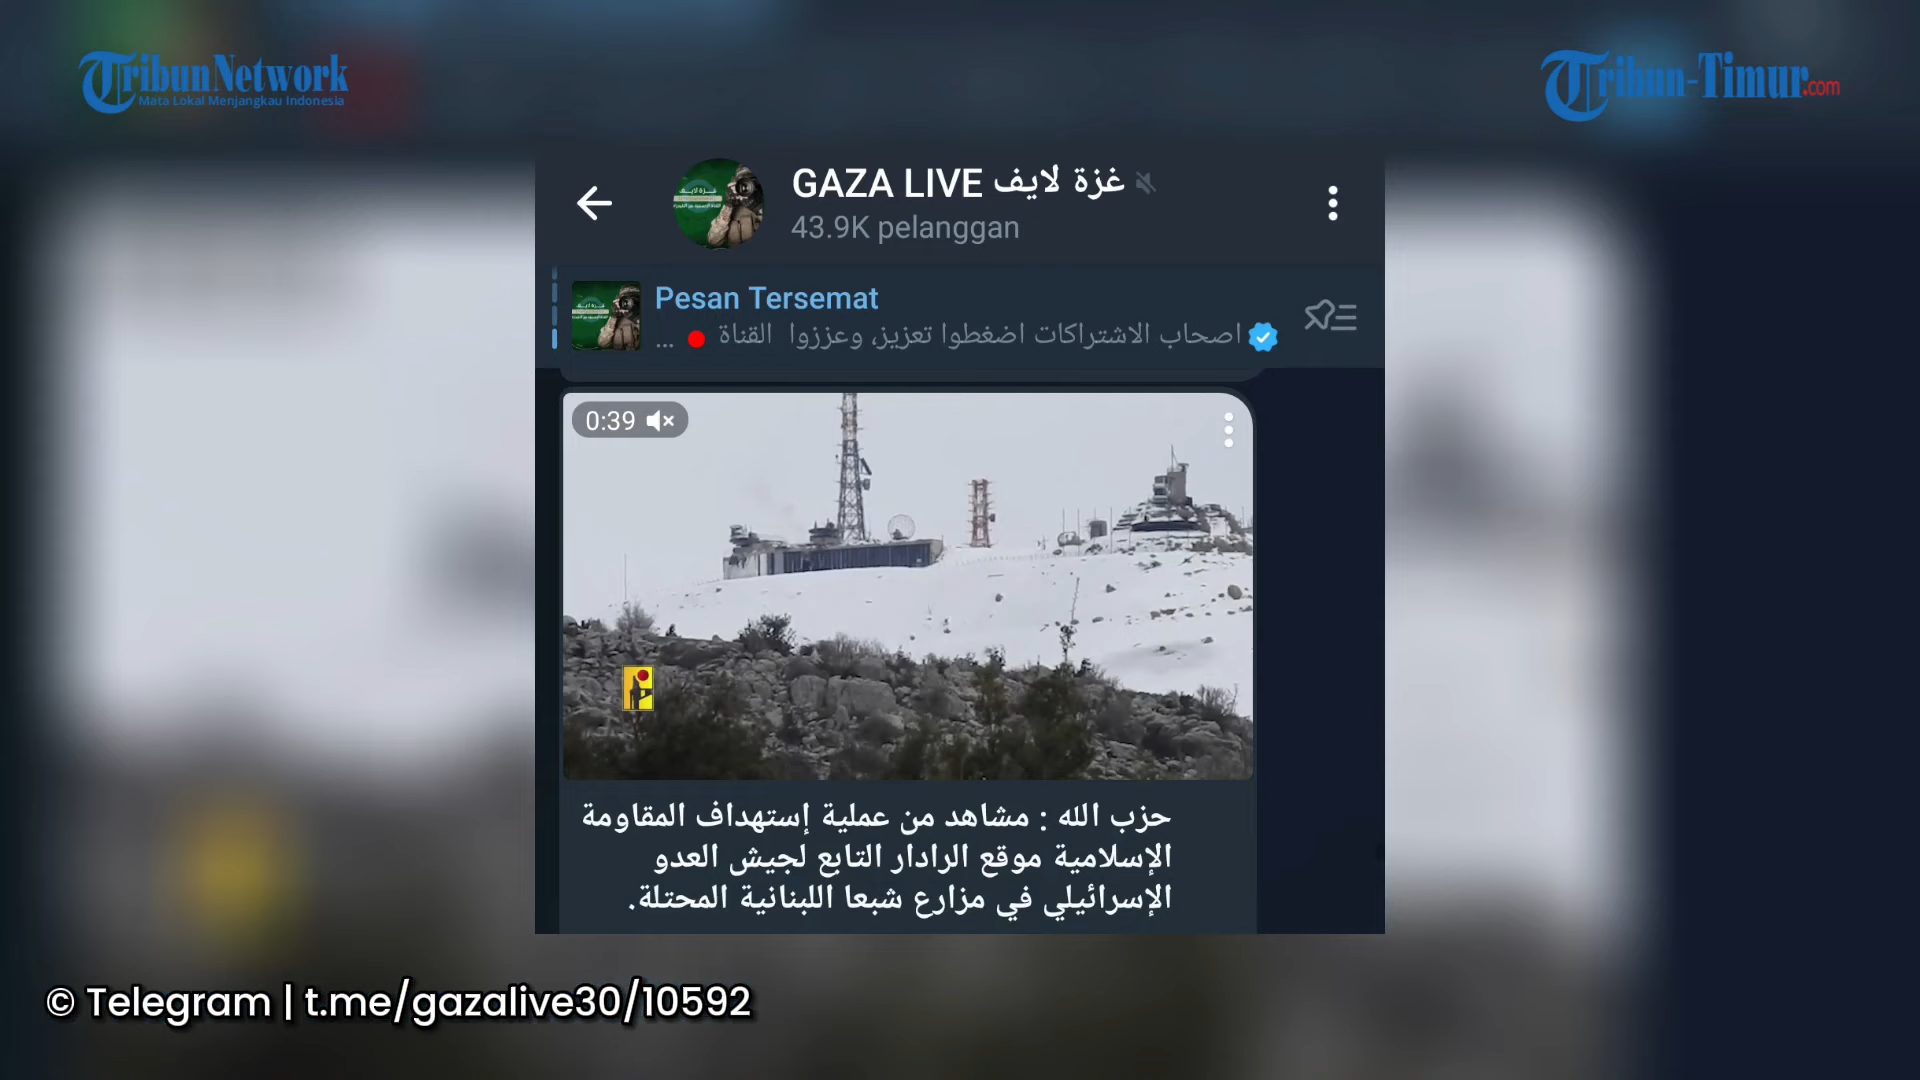 TribunNetwork
Mata Lokal Menjangkau Indonesia
Tribun-Timur.com
GAZA LIVE غزة لايف
43.9K pelanggan
Pesan Tersemat
اصحاب الاشتراكات اضغطوا تعزيز، وعززوا القناة ...
0:39
حزب الله : مشاهد من عملية إستهداف المقاومة
الإسلامية موقع الرادار التابع لجيش العدو
الإسرائيلي في مزارع شبعا اللبنانية المحتلة.
© Telegram | t.me/gazalive30/10592